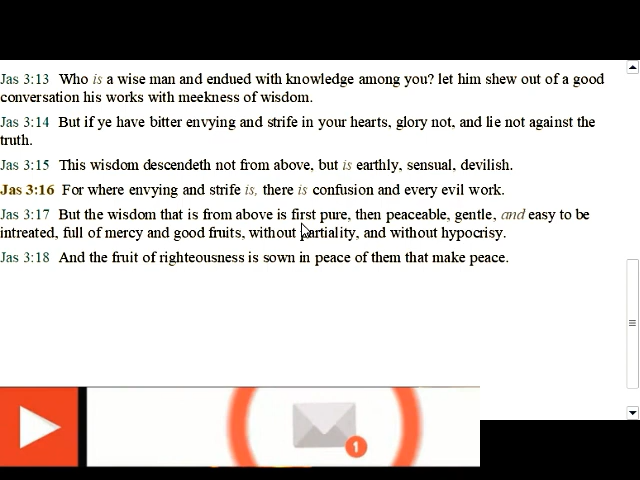 Jas 3:13 Who is a wise man and endued with knowledge among you? let him shew out of a good
conversation his works with meekness of wisdom.
Jas 3:14 But if ye have bitter envying and strife in your hearts, glory not, and lie not against the
truth.
Jas 3:15 This wisdom descendeth not from above, but is earthly, sensual, devilish.
Jas 3:16 For where envying and strife is, there is confusion and every evil work.
Jas 3:17 But the wisdom that is from above is first pure, then peaceable, gentle, and easy to be
intreated, full of mercy and good fruits, without partiality, and without hypocrisy.
Jas 3:18 And the fruit of righteousness is sown in peace of them that make peace.
1